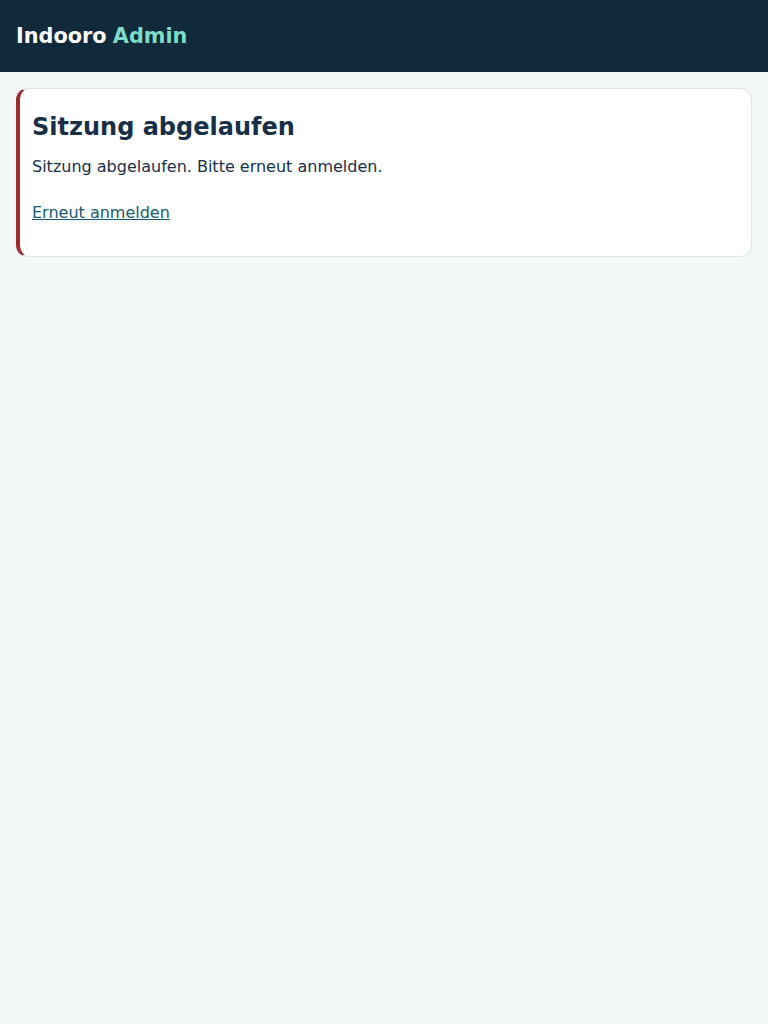 Indooro Admin
Sitzung abgelaufen
Sitzung abgelaufen. Bitte erneut anmelden.
Erneut anmelden